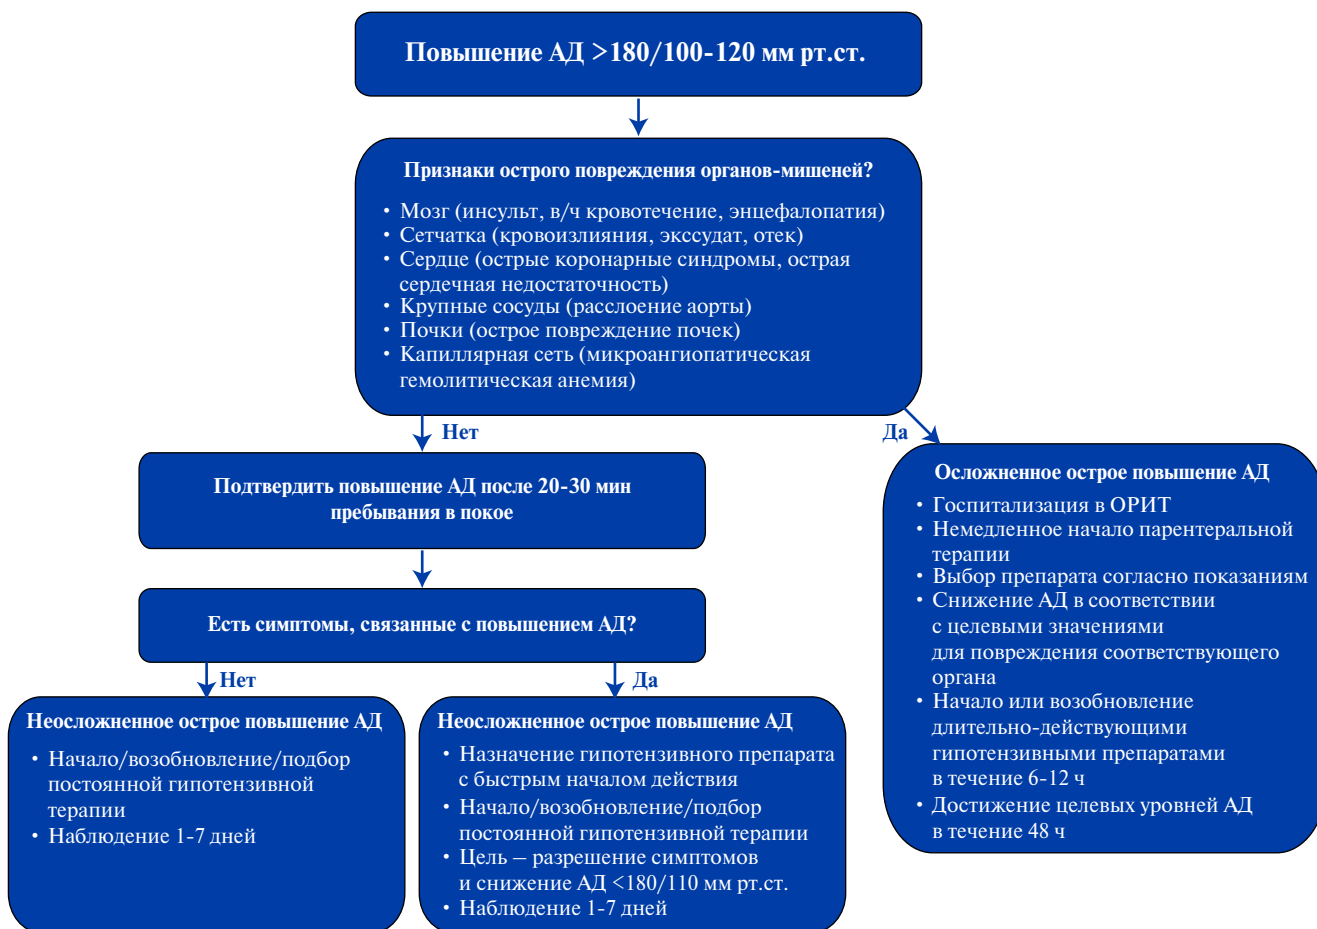 Повышение АД >180/100-120 мм рт.ст.
Признаки острого повреждения органов-мишеней?
• Мозг (инсульт, в/ч кровотечение, энцефалопатия)
• Сетчатка (кровоизлияния, экссудат, отек)
• Сердце (острые коронарные синдромы, острая
сердечная недостаточность)
• Крупные сосуды (расслоение аорты)
• Почки (острое повреждение почек)
• Капиллярная сеть (микроангиопатическая
гемолитическая анемия)
Нет
Да
Подтвердить повышение АД после 20-30 мин
пребывания в покое
Есть симптомы, связанные с повышением АД?
Нет
Да
Неосложненное острое повышение АД
• Начало/возобновление/подбор
постоянной гипотензивной
терапии
• Наблюдение 1-7 дней
Неосложненное острое повышение АД
• Назначение гипотензивного препарата
с быстрым началом действия
• Начало/возобновление/подбор
постоянной гипотензивной терапии
• Цель – разрешение симптомов
и снижение АД <180/110 мм рт.ст.
• Наблюдение 1-7 дней
Осложненное острое повышение АД
• Госпитализация в ОРИТ
• Немедленное начало парентеральной
терапии
• Выбор препарата согласно показаниям
• Снижение АД в соответствии
с целевыми значениями
для повреждения соответствующего
органа
• Начало или возобновление
длительно-действующими
гипотензивными препаратами
в течение 6-12 ч
• Достижение целевых уровней АД
в течение 48 ч